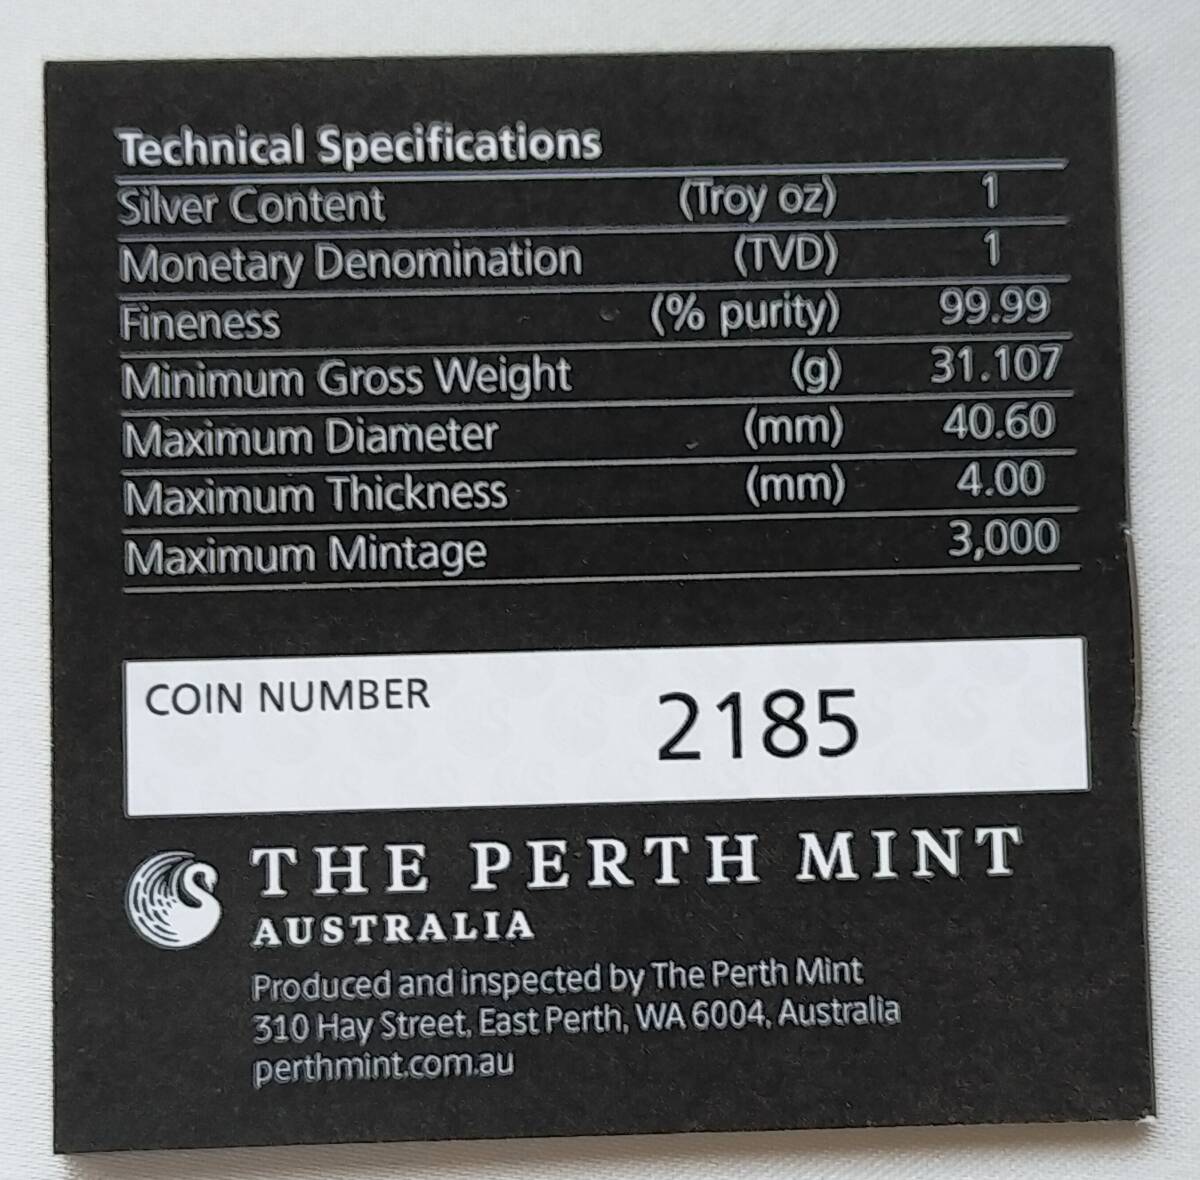 Technical Specifications
Silver Content (Troy oz) 1
Monetary Denomination (TVD) 1
Fineness (% purity) 99.99
Minimum Gross Weight (g) 31.107
Maximum Diameter (mm) 40.60
Maximum Thickness (mm) 4.00
Maximum Mintage 3,000
COIN NUMBER 2185
THE PERTH MINT
AUSTRALIA
Produced and inspected by The Perth Mint
310 Hay Street, East Perth, WA 6004, Australia
perthmint.com.au